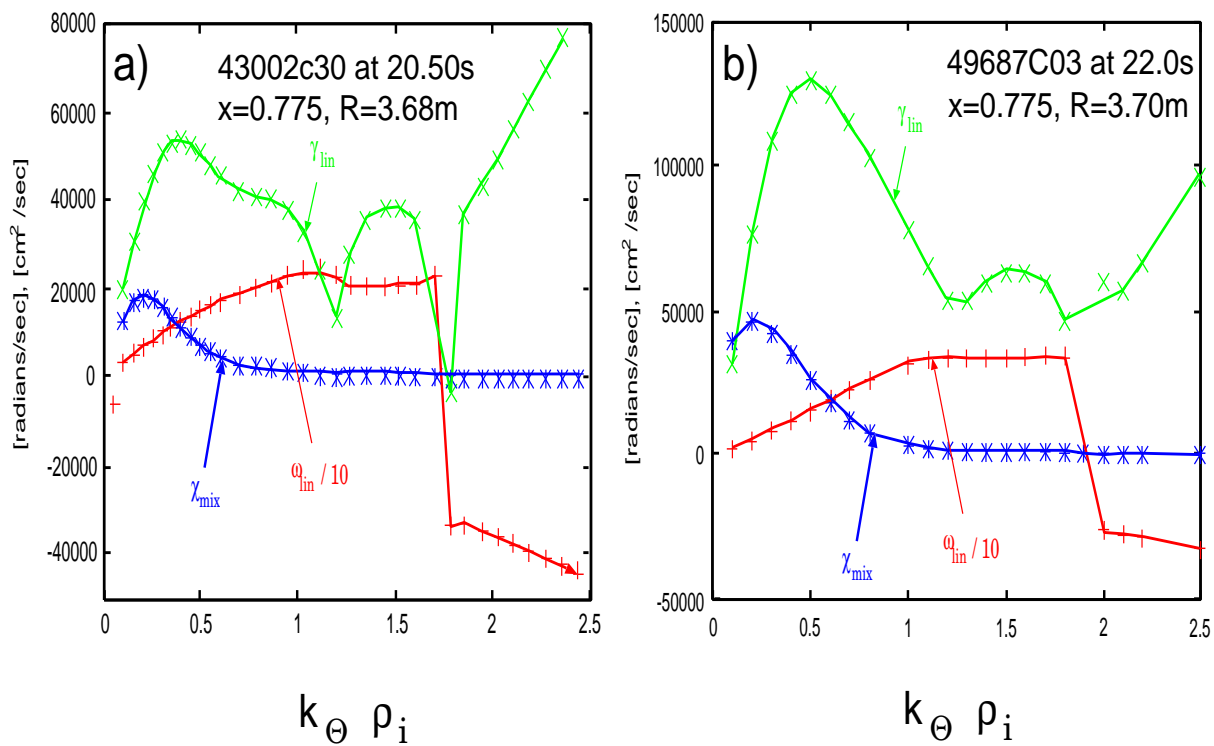 a)
43002c30 at 20.50s
x=0.775, R=3.68m
γlin
χmix
ωlin / 10
[radians/sec], [cm² /sec]
80000
60000
40000
20000
0
-20000
-40000
0 0.5 1 1.5 2 2.5
kΘ ρi
b)
49687C03 at 22.0s
x=0.775, R=3.70m
γlin
χmix
ωlin / 10
[radians/sec], [cm² /sec]
150000
100000
50000
0
-50000
0 0.5 1 1.5 2 2.5
kΘ ρi